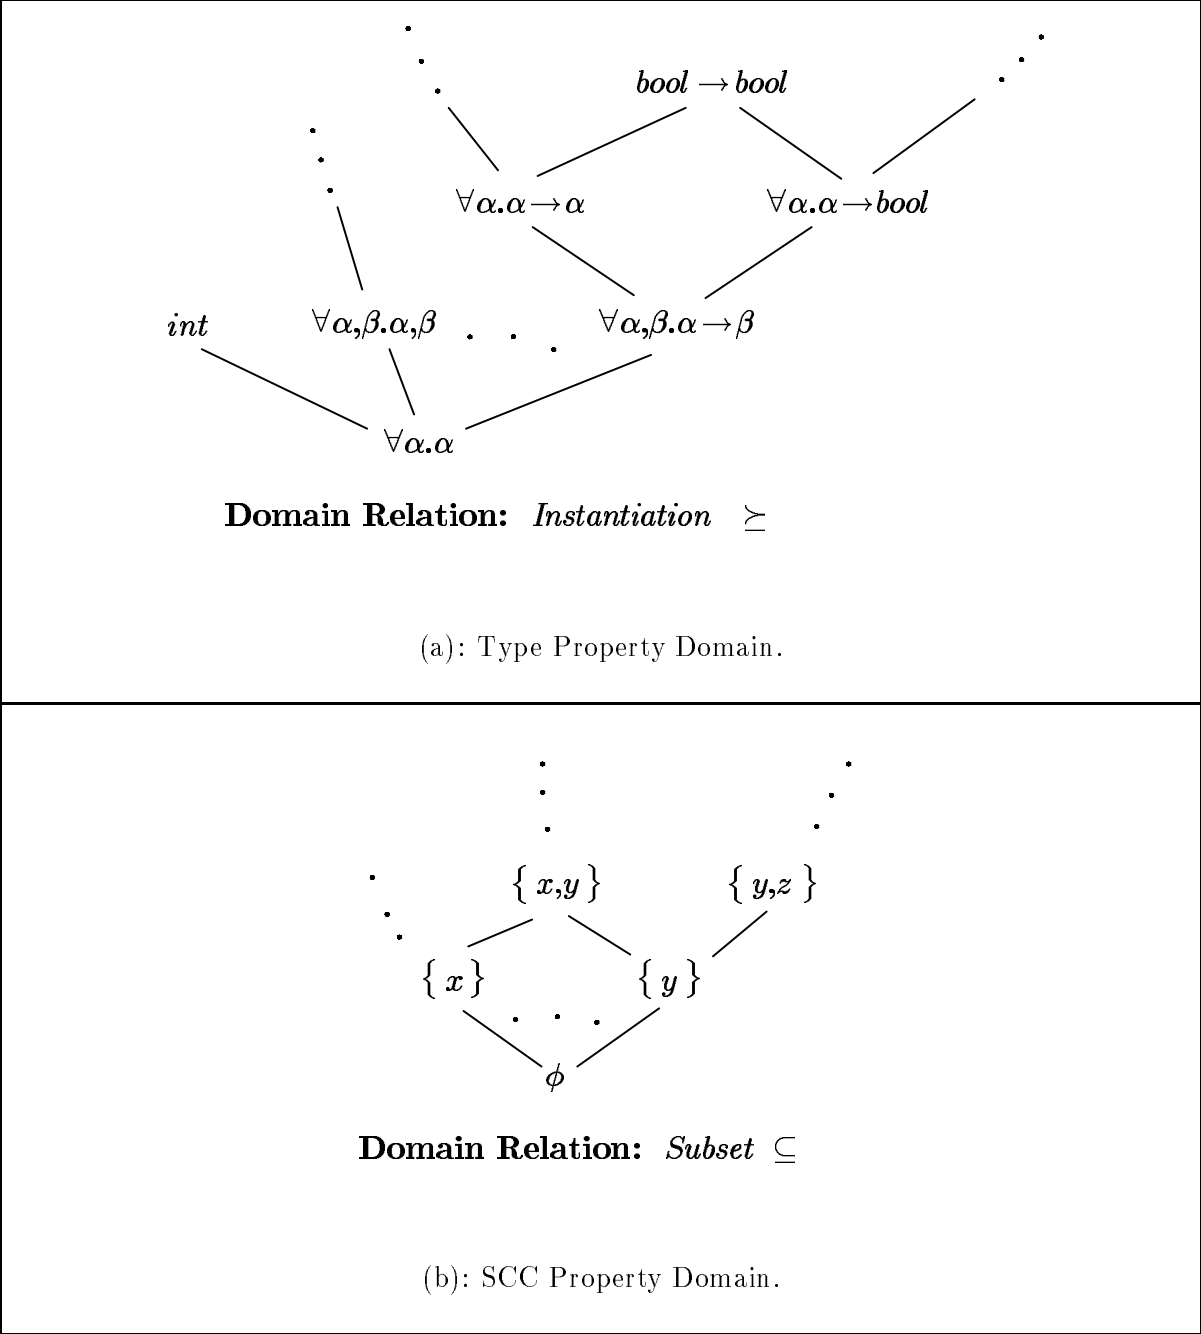 bool → bool
∀α.α→α ∀α.α→bool
int ∀α,β.α,β . . . ∀α,β.α→β
∀α.α
Domain Relation: Instantiation ⪰
(a): Type Property Domain.
{ x,y } { y,z }
{ x } { y }
. . .
ϕ
Domain Relation: Subset ⊆
(b): SCC Property Domain.